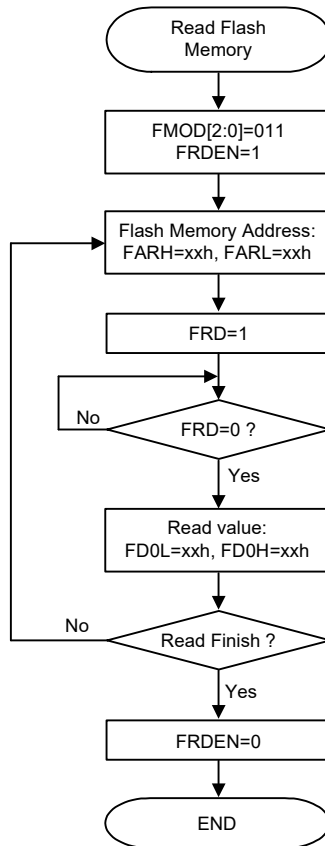 Read Flash
Memory
FMOD[2:0]=011
FRDEN=1
Flash Memory Address:
FARH=xxh, FARL=xxh
FRD=1
No
FRD=0 ?
Yes
Read value:
FD0L=xxh, FD0H=xxh
No
Read Finish ?
Yes
FRDEN=0
END